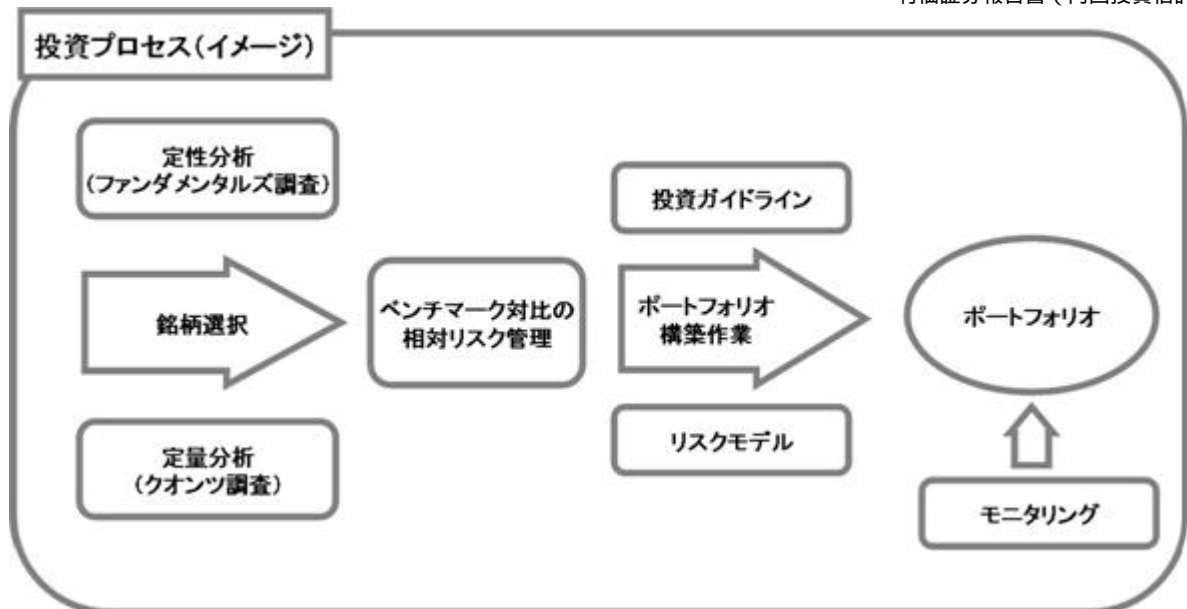 投資プロセス(イメージ)
定性分析
(ファンダメンタルズ調査)
銘柄選択
定量分析
(クオンツ調査)
ベンチマーク対比の
相対リスク管理
投資ガイドライン
ポートフォリオ
構築作業
リスクモデル
ポートフォリオ
モニタリング